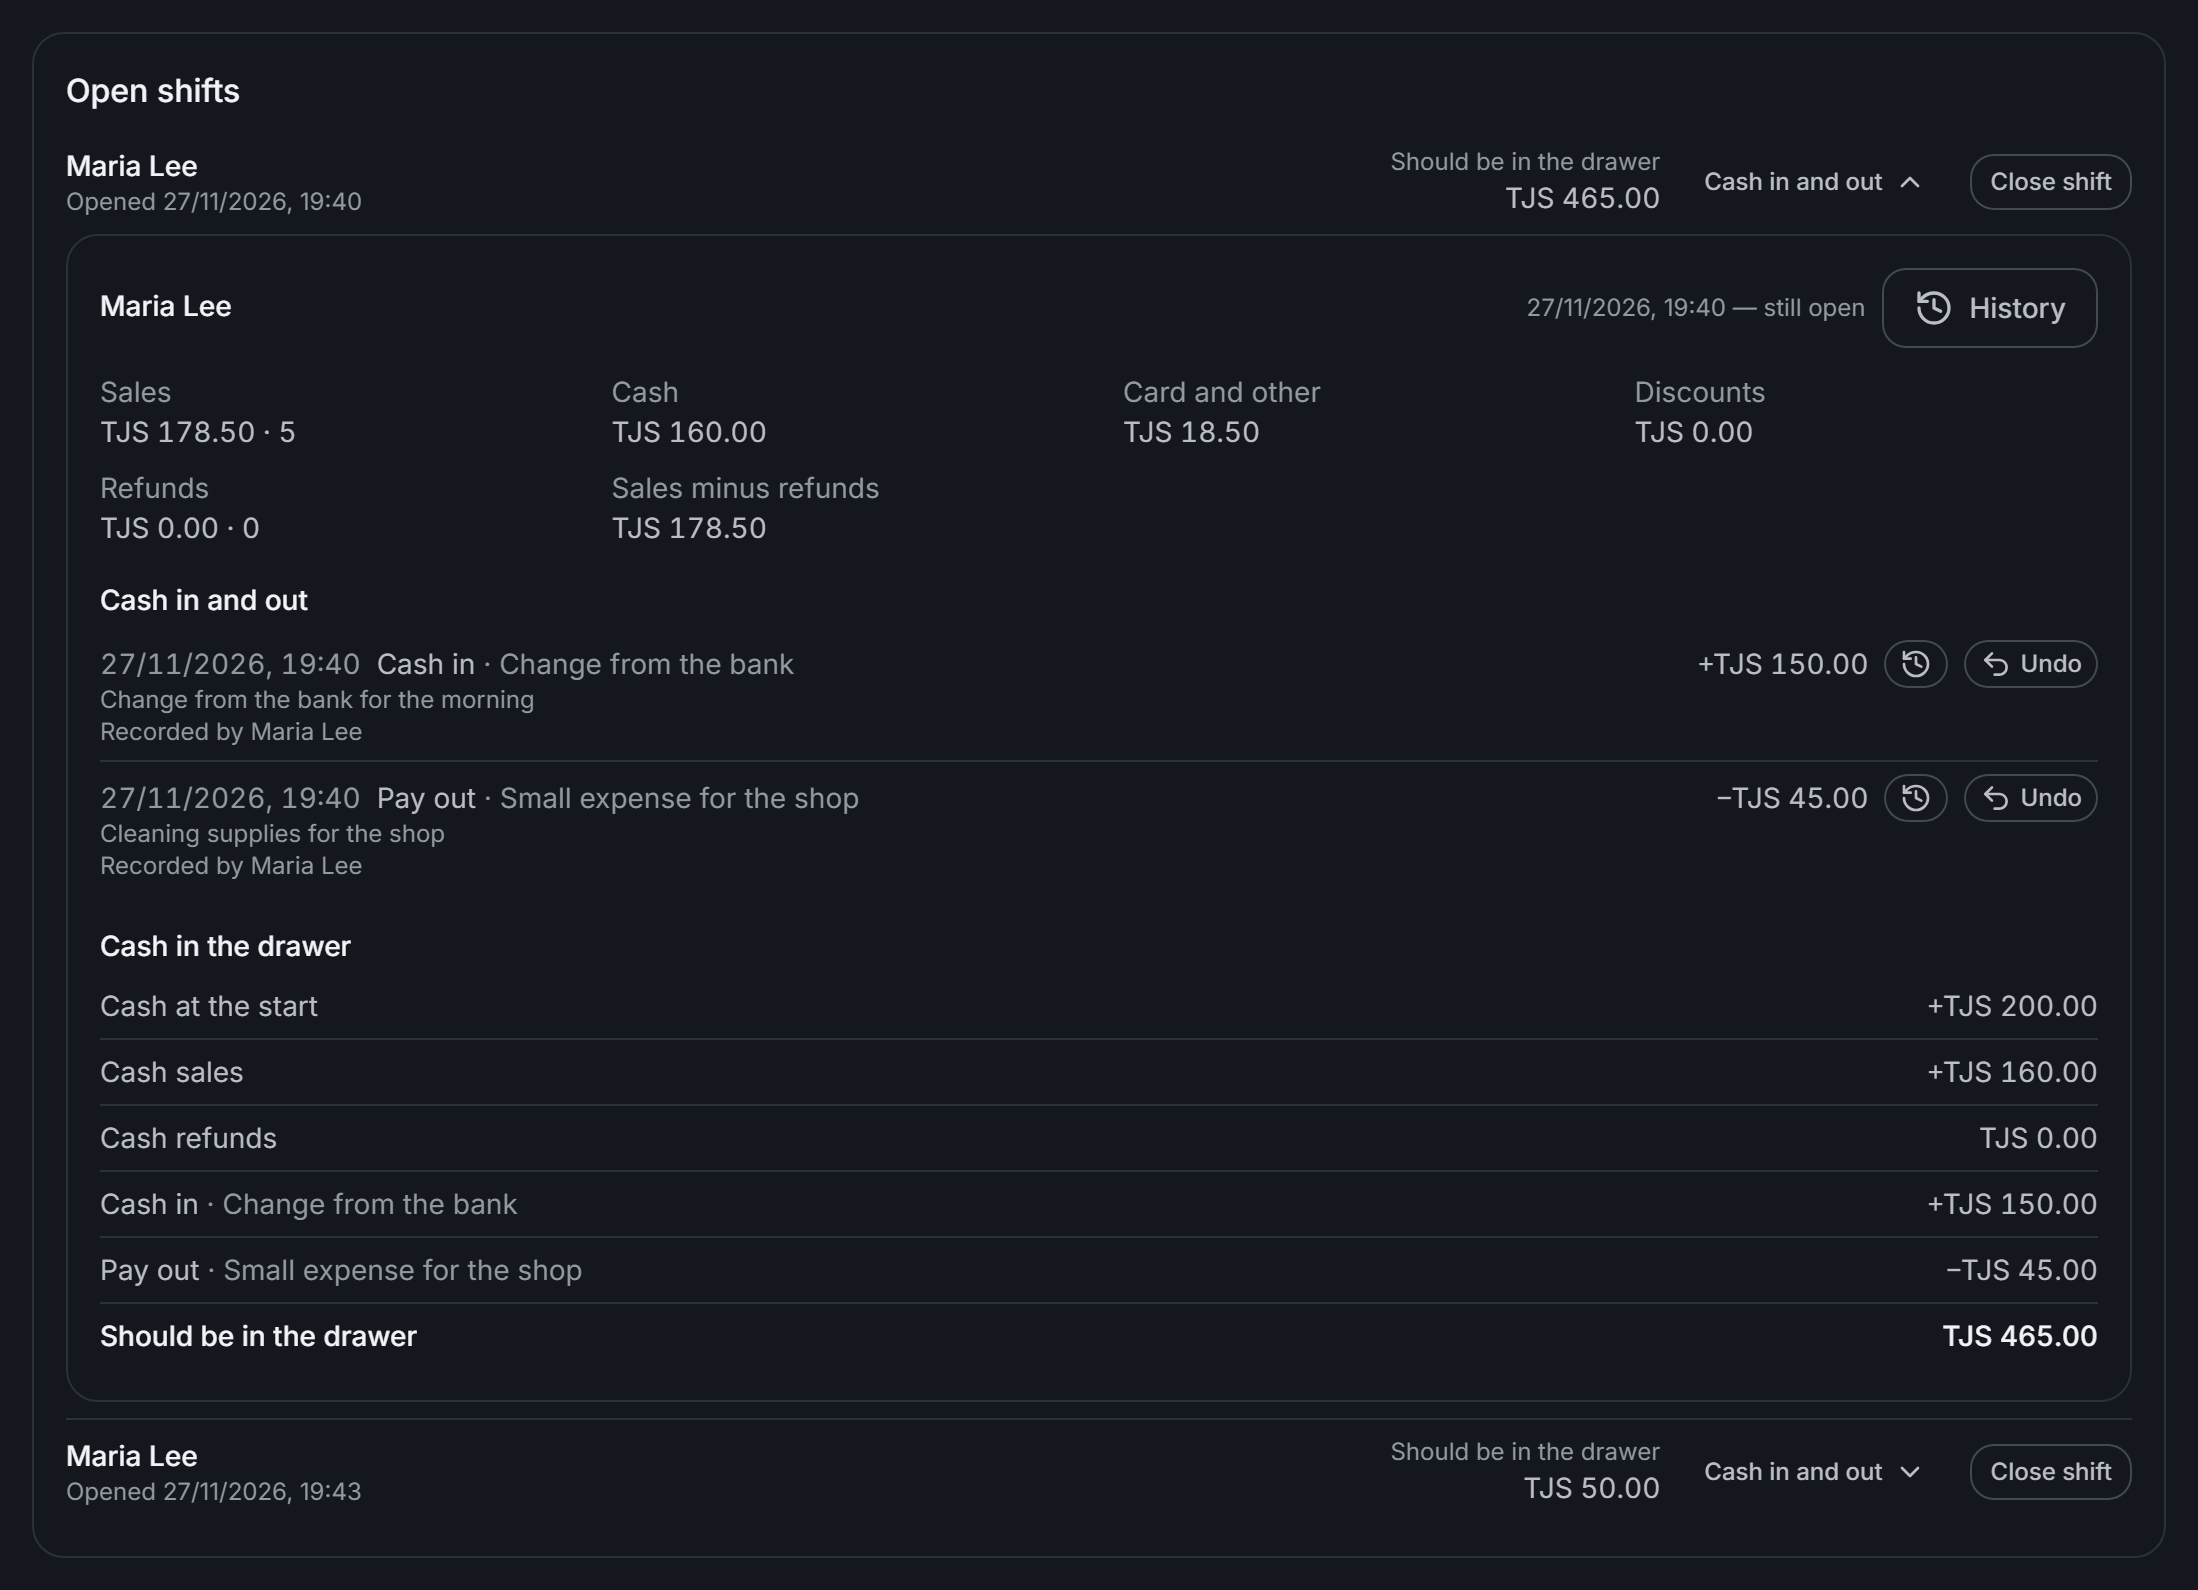 Open shifts
Maria Lee
Opened 27/11/2026, 19:40
Should be in the drawer
TJS 465.00
Cash in and out
Close shift
Maria Lee
27/11/2026, 19:40 — still open
History
Sales
TJS 178.50 · 5
Cash
TJS 160.00
Card and other
TJS 18.50
Discounts
TJS 0.00
Refunds
TJS 0.00 · 0
Sales minus refunds
TJS 178.50
Cash in and out
27/11/2026, 19:40 Cash in · Change from the bank
+TJS 150.00
Undo
Change from the bank for the morning
Recorded by Maria Lee
27/11/2026, 19:40 Pay out · Small expense for the shop
−TJS 45.00
Undo
Cleaning supplies for the shop
Recorded by Maria Lee
Cash in the drawer
Cash at the start +TJS 200.00
Cash sales +TJS 160.00
Cash refunds TJS 0.00
Cash in · Change from the bank +TJS 150.00
Pay out · Small expense for the shop −TJS 45.00
Should be in the drawer TJS 465.00
Maria Lee
Opened 27/11/2026, 19:43
Should be in the drawer
TJS 50.00
Cash in and out
Close shift